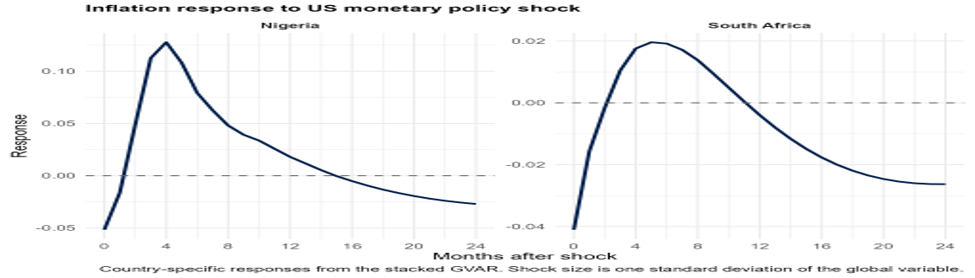 Inflation response to US monetary policy shock
Nigeria
South Africa
Response
0.10
0.05
0.00
-0.05
0.02
0.00
-0.02
-0.04
0 4 8 12 16 20 24
0 4 8 12 16 20 24
Months after shock
Country-specific responses from the stacked GVAR. Shock size is one standard deviation of the global variable.